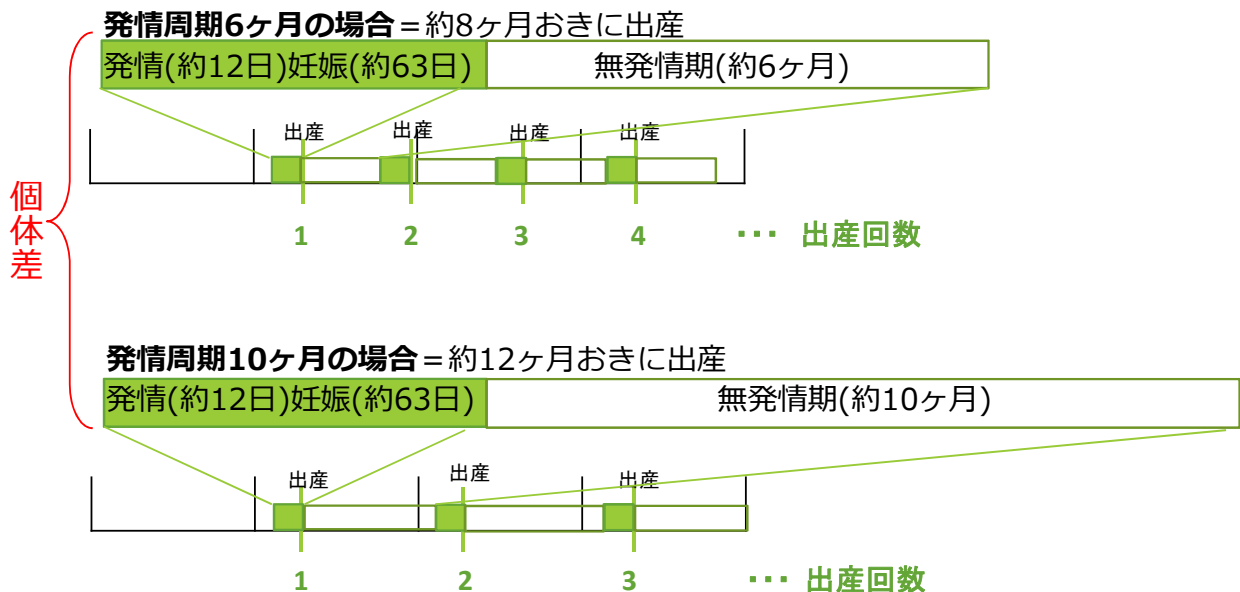 発情周期6ヶ月の場合＝約8ヶ月おきに出産
発情(約12日)妊娠(約63日)
無発情期(約6ヶ月)
出産 出産 出産 出産
1 2 3 4 ･･･ 出産回数
個体差
発情周期10ヶ月の場合＝約12ヶ月おきに出産
発情(約12日)妊娠(約63日)
無発情期(約10ヶ月)
出産 出産 出産
1 2 3 ･･･ 出産回数